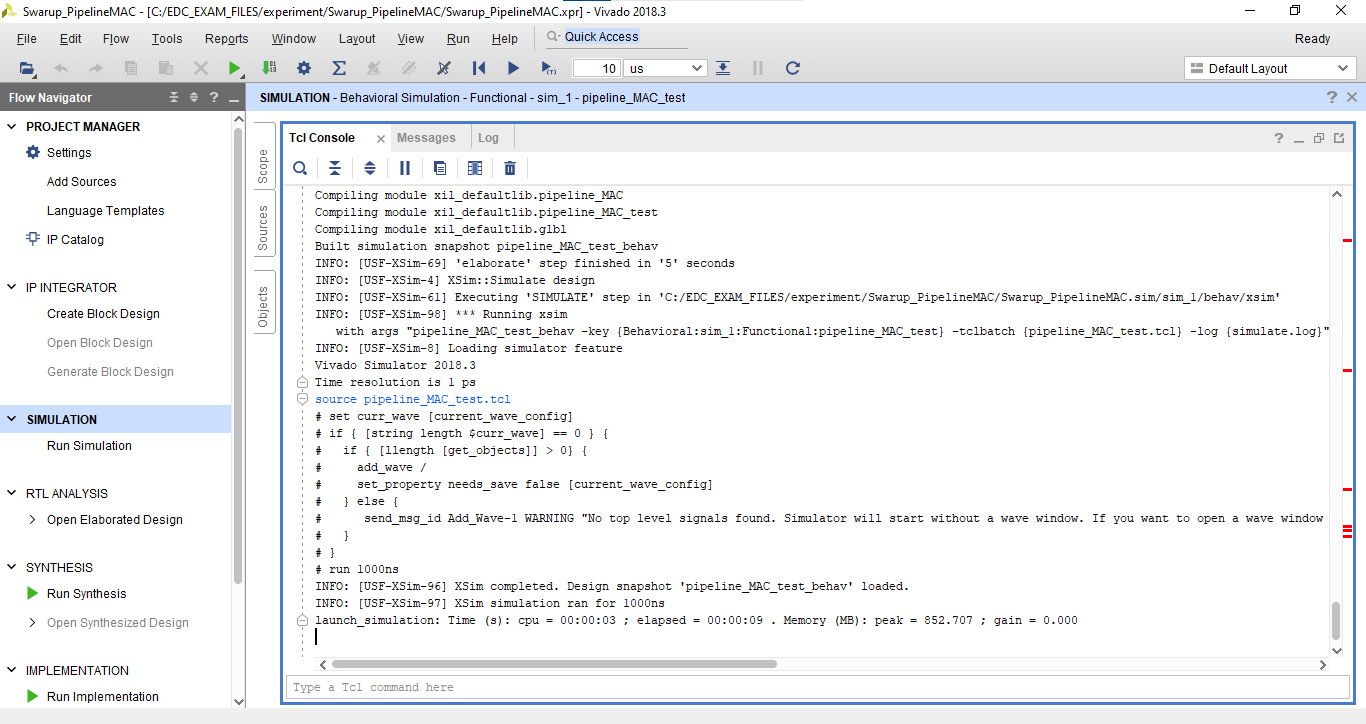 Swarup_PipelineMAC - [C:/EDC_EXAM_FILES/experiment/Swarup_PipelineMAC/Swarup_PipelineMAC.xpr] - Vivado 2018.3
File Edit Flow Tools Reports Window Layout View Run Help Quick Access Ready
10 us Default Layout
Flow Navigator
SIMULATION - Behavioral Simulation - Functional - sim_1 - pipeline_MAC_test
PROJECT MANAGER
Settings
Add Sources
Language Templates
IP Catalog
IP INTEGRATOR
Create Block Design
Open Block Design
Generate Block Design
SIMULATION
Run Simulation
RTL ANALYSIS
Open Elaborated Design
SYNTHESIS
Run Synthesis
Open Synthesized Design
IMPLEMENTATION
Run Implementation
Scope
Sources
Objects
Tcl Console Messages Log
Compiling module xil_defaultlib.pipeline_MAC
Compiling module xil_defaultlib.pipeline_MAC_test
Compiling module xil_defaultlib.glbl
Built simulation snapshot pipeline_MAC_test_behav
INFO: [USF-XSim-69] 'elaborate' step finished in '5' seconds
INFO: [USF-XSim-4] XSim::Simulate design
INFO: [USF-XSim-61] Executing 'SIMULATE' step in 'C:/EDC_EXAM_FILES/experiment/Swarup_PipelineMAC/Swarup_PipelineMAC.sim/sim_1/behav/xsim'
INFO: [USF-XSim-98] *** Running xsim
with args "pipeline_MAC_test_behav -key {Behavioral:sim_1:Functional:pipeline_MAC_test} -tclbatch {pipeline_MAC_test.tcl} -log {simulate.log}"
INFO: [USF-XSim-8] Loading simulator feature
Vivado Simulator 2018.3
Time resolution is 1 ps
source pipeline_MAC_test.tcl
# set curr_wave [current_wave_config]
# if { [string length $curr_wave] == 0 } {
#   if { [llength [get_objects]] > 0} {
#     add_wave /
#     set_property needs_save false [current_wave_config]
#   } else {
#      send_msg_id Add_Wave-1 WARNING "No top level signals found. Simulator will start without a wave window. If you want to open a wave window
#   }
# }
# run 1000ns
INFO: [USF-XSim-96] XSim completed. Design snapshot 'pipeline_MAC_test_behav' loaded.
INFO: [USF-XSim-97] XSim simulation ran for 1000ns
launch_simulation: Time (s): cpu = 00:00:03 ; elapsed = 00:00:09 . Memory (MB): peak = 852.707 ; gain = 0.000
Type a Tcl command here